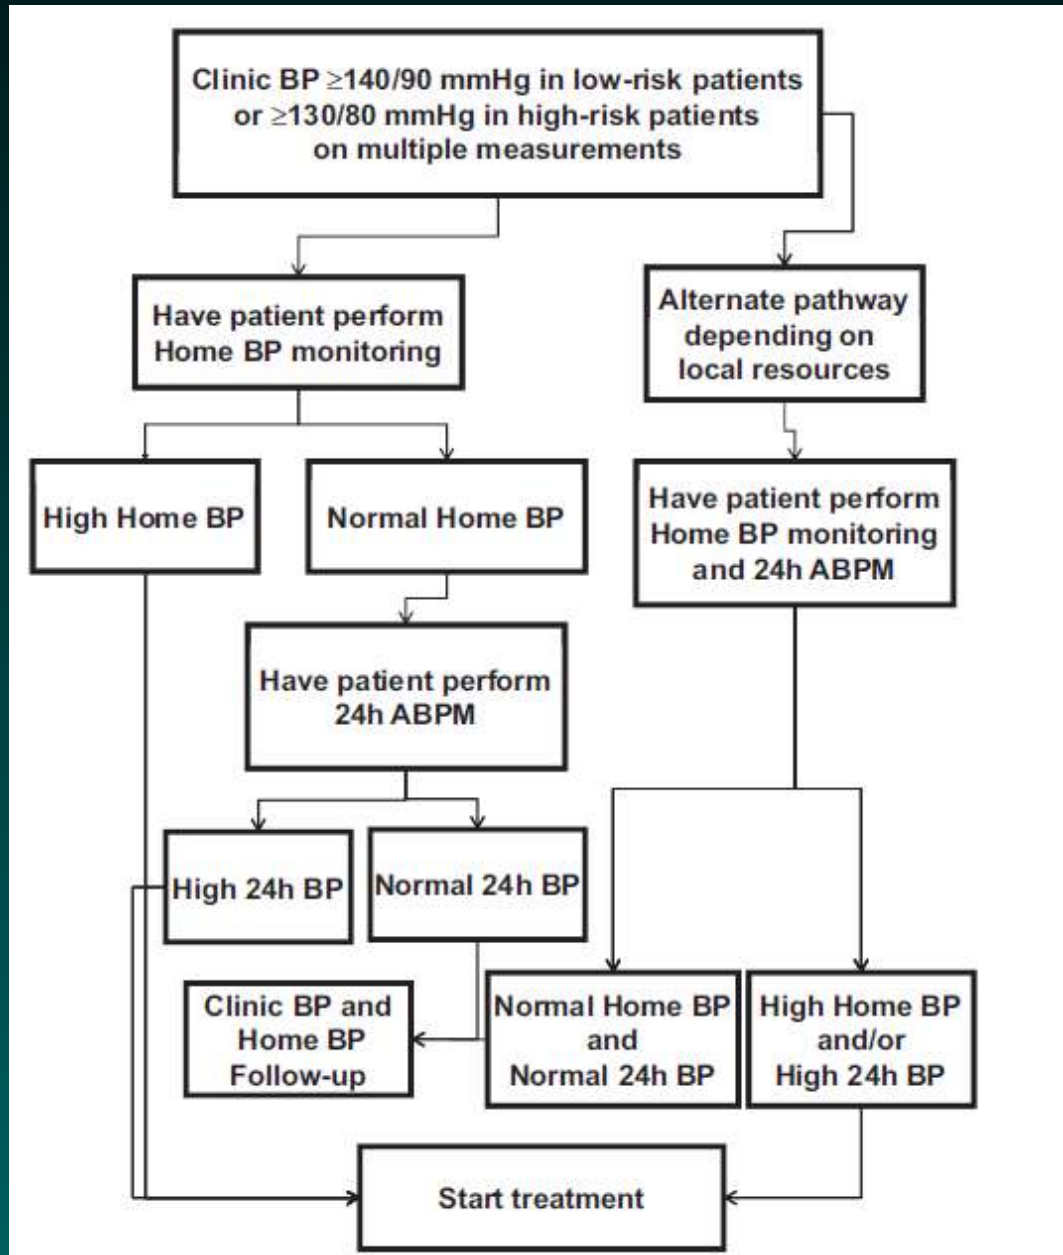 Clinic BP ≥140/90 mmHg in low-risk patients
or ≥130/80 mmHg in high-risk patients
on multiple measurements
Have patient perform
Home BP monitoring
Alternate pathway
depending on
local resources
High Home BP
Normal Home BP
Have patient perform
Home BP monitoring
and 24h ABPM
Have patient perform
24h ABPM
High 24h BP
Normal 24h BP
Clinic BP and
Home BP
Follow-up
Normal Home BP
and
Normal 24h BP
High Home BP
and/or
High 24h BP
Start treatment